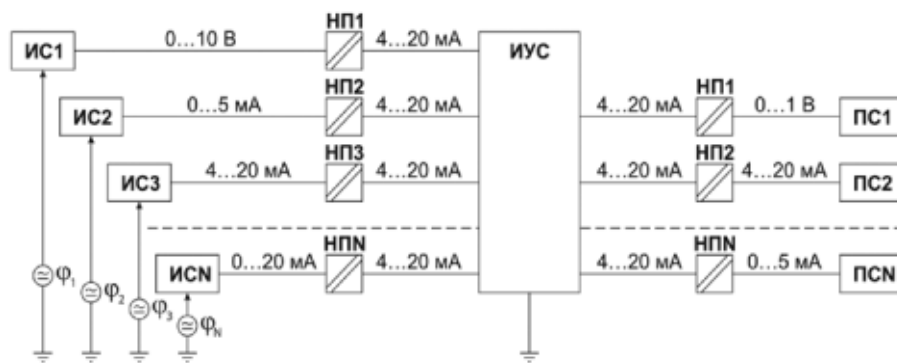 ИС1 0...10 В НП1 4...20 мА ИУС
ИС2 0...5 мА НП2 4...20 мА 4...20 мА НП1 0...1 В ПС1
ИС3 4...20 мА НП3 4...20 мА 4...20 мА НП2 4...20 мА ПС2
ИСN 0...20 мА НПN 4...20 мА 4...20 мА НПN 0...5 мА ПСN
φ1 φ2 φ3 φN